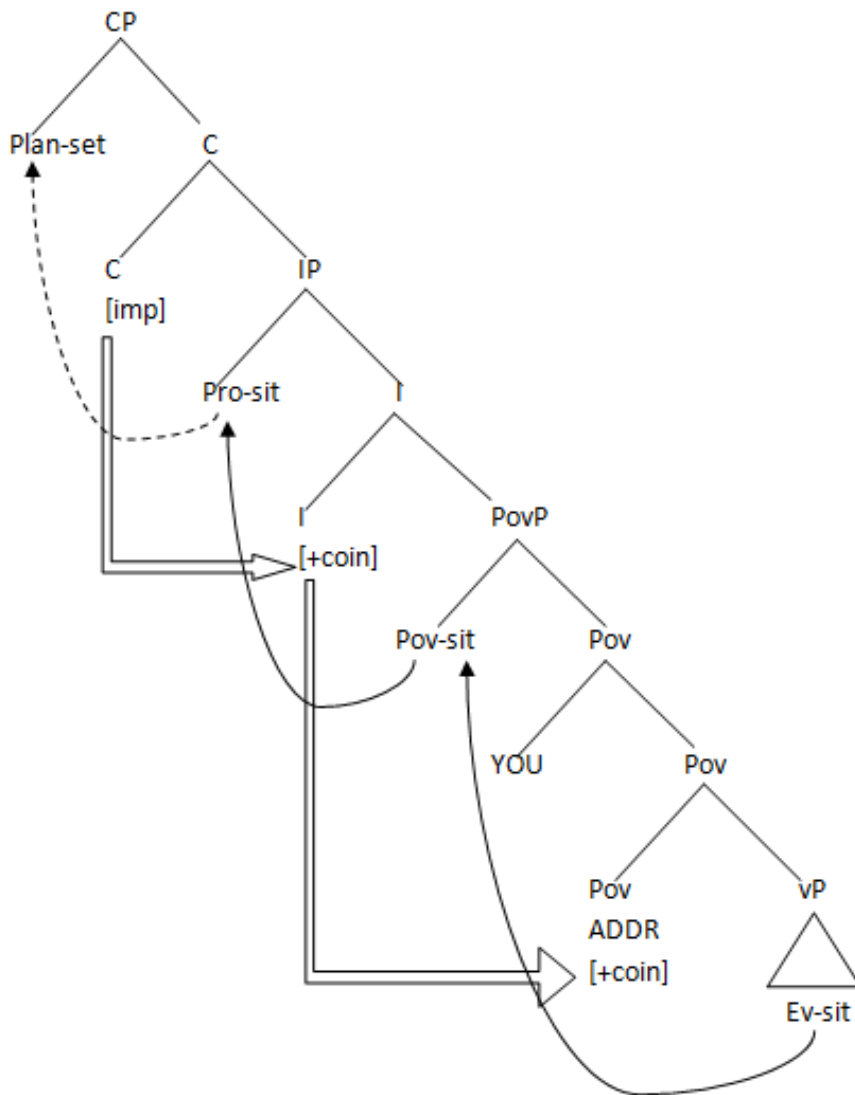 CP
Plan-set C
C IP
[imp]
Pro-sit I
I PovP
[+coin]
Pov-sit Pov
YOU Pov
Pov vP
ADDR
[+coin]
Ev-sit